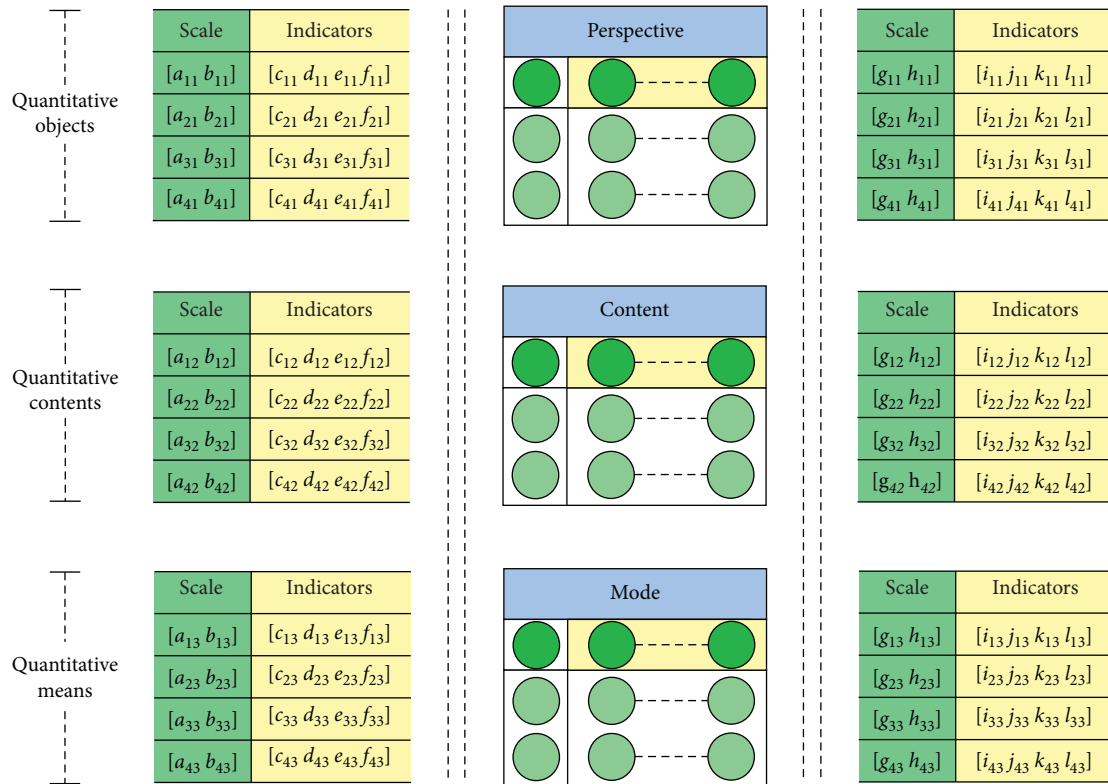 Quantitative
objects
Scale Indicators
[a₁₁ b₁₁] [c₁₁ d₁₁ e₁₁ f₁₁]
[a₂₁ b₂₁] [c₂₁ d₂₁ e₂₁ f₂₁]
[a₃₁ b₃₁] [c₃₁ d₃₁ e₃₁ f₃₁]
[a₄₁ b₄₁] [c₄₁ d₄₁ e₄₁ f₄₁]
Perspective
Scale Indicators
[g₁₁ h₁₁] [i₁₁ j₁₁ k₁₁ l₁₁]
[g₂₁ h₂₁] [i₂₁ j₂₁ k₂₁ l₂₁]
[g₃₁ h₃₁] [i₃₁ j₃₁ k₃₁ l₃₁]
[g₄₁ h₄₁] [i₄₁ j₄₁ k₄₁ l₄₁]
Quantitative
contents
Scale Indicators
[a₁₂ b₁₂] [c₁₂ d₁₂ e₁₂ f₁₂]
[a₂₂ b₂₂] [c₂₂ d₂₂ e₂₂ f₂₂]
[a₃₂ b₃₂] [c₃₂ d₃₂ e₃₂ f₃₂]
[a₄₂ b₄₂] [c₄₂ d₄₂ e₄₂ f₄₂]
Content
Scale Indicators
[g₁₂ h₁₂] [i₁₂ j₁₂ k₁₂ l₁₂]
[g₂₂ h₂₂] [i₂₂ j₂₂ k₂₂ l₂₂]
[g₃₂ h₃₂] [i₃₂ j₃₂ k₃₂ l₃₂]
[g₄₂ h₄₂] [i₄₂ j₄₂ k₄₂ l₄₂]
Quantitative
means
Scale Indicators
[a₁₃ b₁₃] [c₁₃ d₁₃ e₁₃ f₁₃]
[a₂₃ b₂₃] [c₂₃ d₂₃ e₂₃ f₂₃]
[a₃₃ b₃₃] [c₃₃ d₃₃ e₃₃ f₃₃]
[a₄₃ b₄₃] [c₄₃ d₄₃ e₄₃ f₄₃]
Mode
Scale Indicators
[g₁₃ h₁₃] [i₁₃ j₁₃ k₁₃ l₁₃]
[g₂₃ h₂₃] [i₂₃ j₂₃ k₂₃ l₂₃]
[g₃₃ h₃₃] [i₃₃ j₃₃ k₃₃ l₃₃]
[g₄₃ h₄₃] [i₄₃ j₄₃ k₄₃ l₄₃]